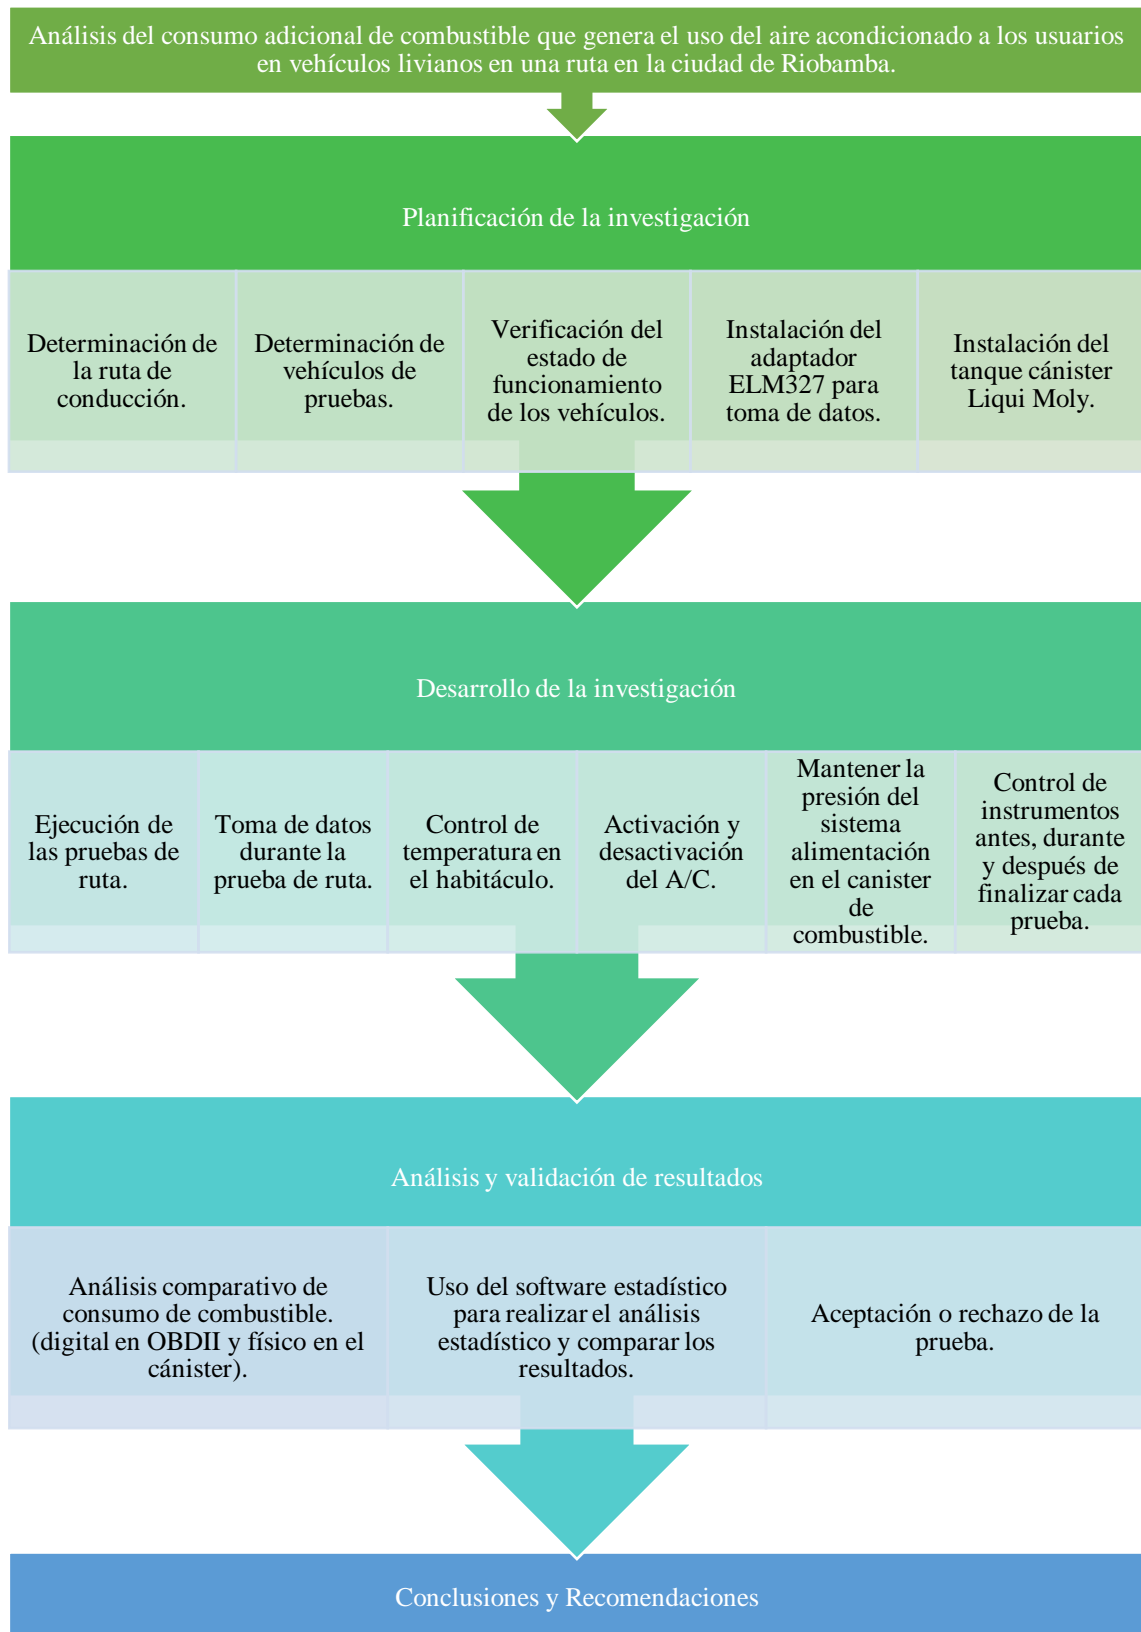 Análisis del consumo adicional de combustible que genera el uso del aire acondicionado a los usuarios
en vehículos livianos en una ruta en la ciudad de Riobamba.
Planificación de la investigación
Determinación de
la ruta de
conducción.
Determinación de
vehículos de
pruebas.
Verificación del
estado de
funcionamiento
de los vehículos.
Instalación del
adaptador
ELM327 para
toma de datos.
Instalación del
tanque cánister
Liqui Moly.
Desarrollo de la investigación
Ejecución de
las pruebas de
ruta.
Toma de datos
durante la
prueba de ruta.
Control de
temperatura en
el habitáculo.
Activación y
desactivación
del A/C.
Mantener la
presión del
sistema
alimentación
en el canister
de
combustible.
Control de
instrumentos
antes, durante
y después de
finalizar cada
prueba.
Análisis y validación de resultados
Análisis comparativo de
consumo de combustible.
(digital en OBDII y físico en el
cánister).
Uso del software estadístico
para realizar el análisis
estadístico y comparar los
resultados.
Aceptación o rechazo de la
prueba.
Conclusiones y Recomendaciones